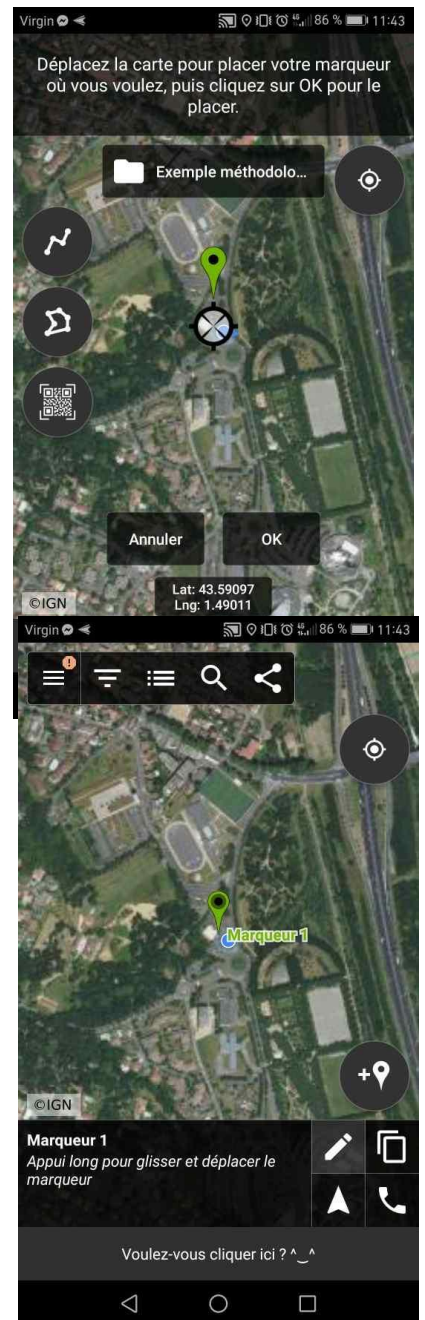 Virgin 86 % 11:43
Déplacez la carte pour placer votre marqueur
où vous voulez, puis cliquez sur OK pour le
placer.
Exemple méthodolo...
Annuler OK
Lat: 43.59097
Lng: 1.49011
©IGN
Virgin 86 % 11:43
!
Marqueur 1
©IGN
Marqueur 1
Appui long pour glisser et déplacer le
marqueur
Voulez-vous cliquer ici ? ^_^